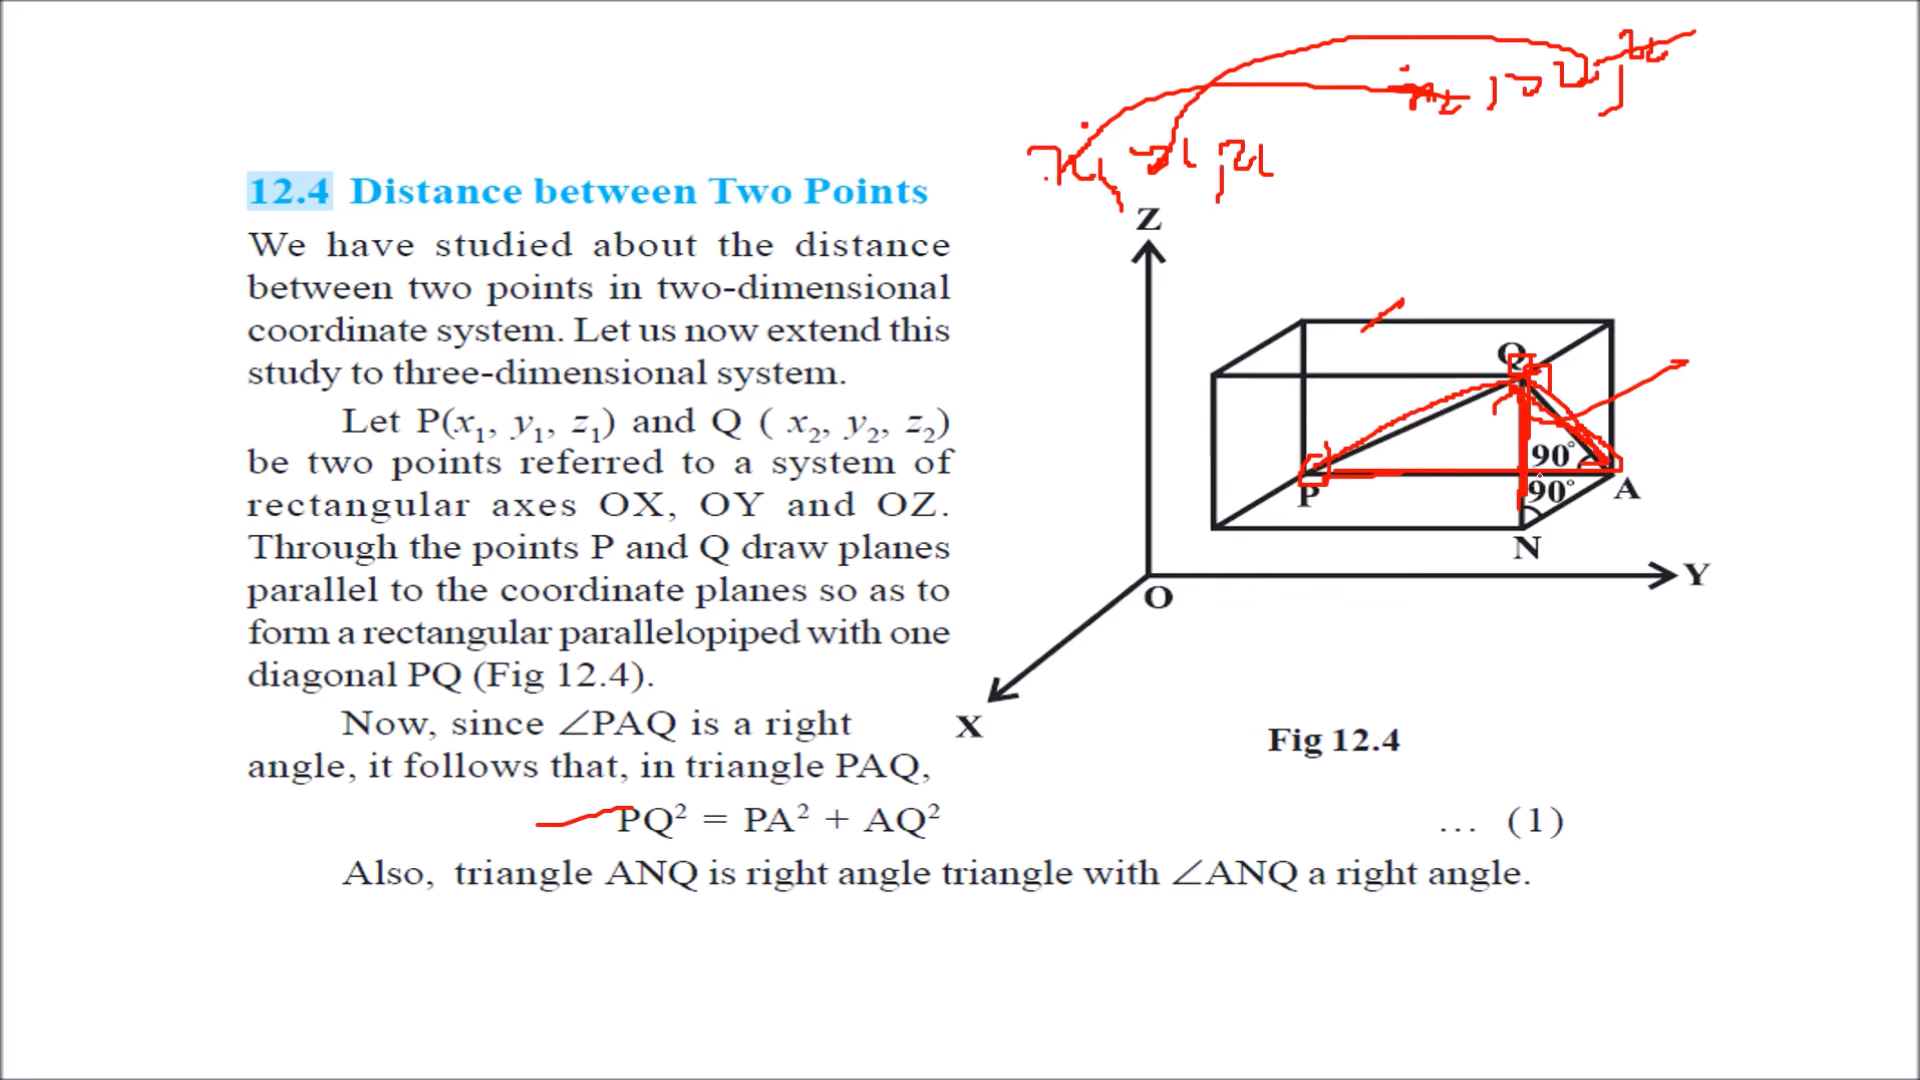 12.4 Distance between Two Points
We have studied about the distance
between two points in two-dimensional
coordinate system. Let us now extend this
study to three-dimensional system.
Let P(x₁, y₁, z₁) and Q ( x₂, y₂, z₂)
be two points referred to a system of
rectangular axes OX, OY and OZ.
Through the points P and Q draw planes
parallel to the coordinate planes so as to
form a rectangular parallelopiped with one
diagonal PQ (Fig 12.4).
Now, since ∠PAQ is a right
angle, it follows that, in triangle PAQ,
PQ² = PA² + AQ² ... (1)
Also, triangle ANQ is right angle triangle with ∠ANQ a right angle.
Z
Q
90°
P
90°
A
N
Y
O
X
Fig 12.4